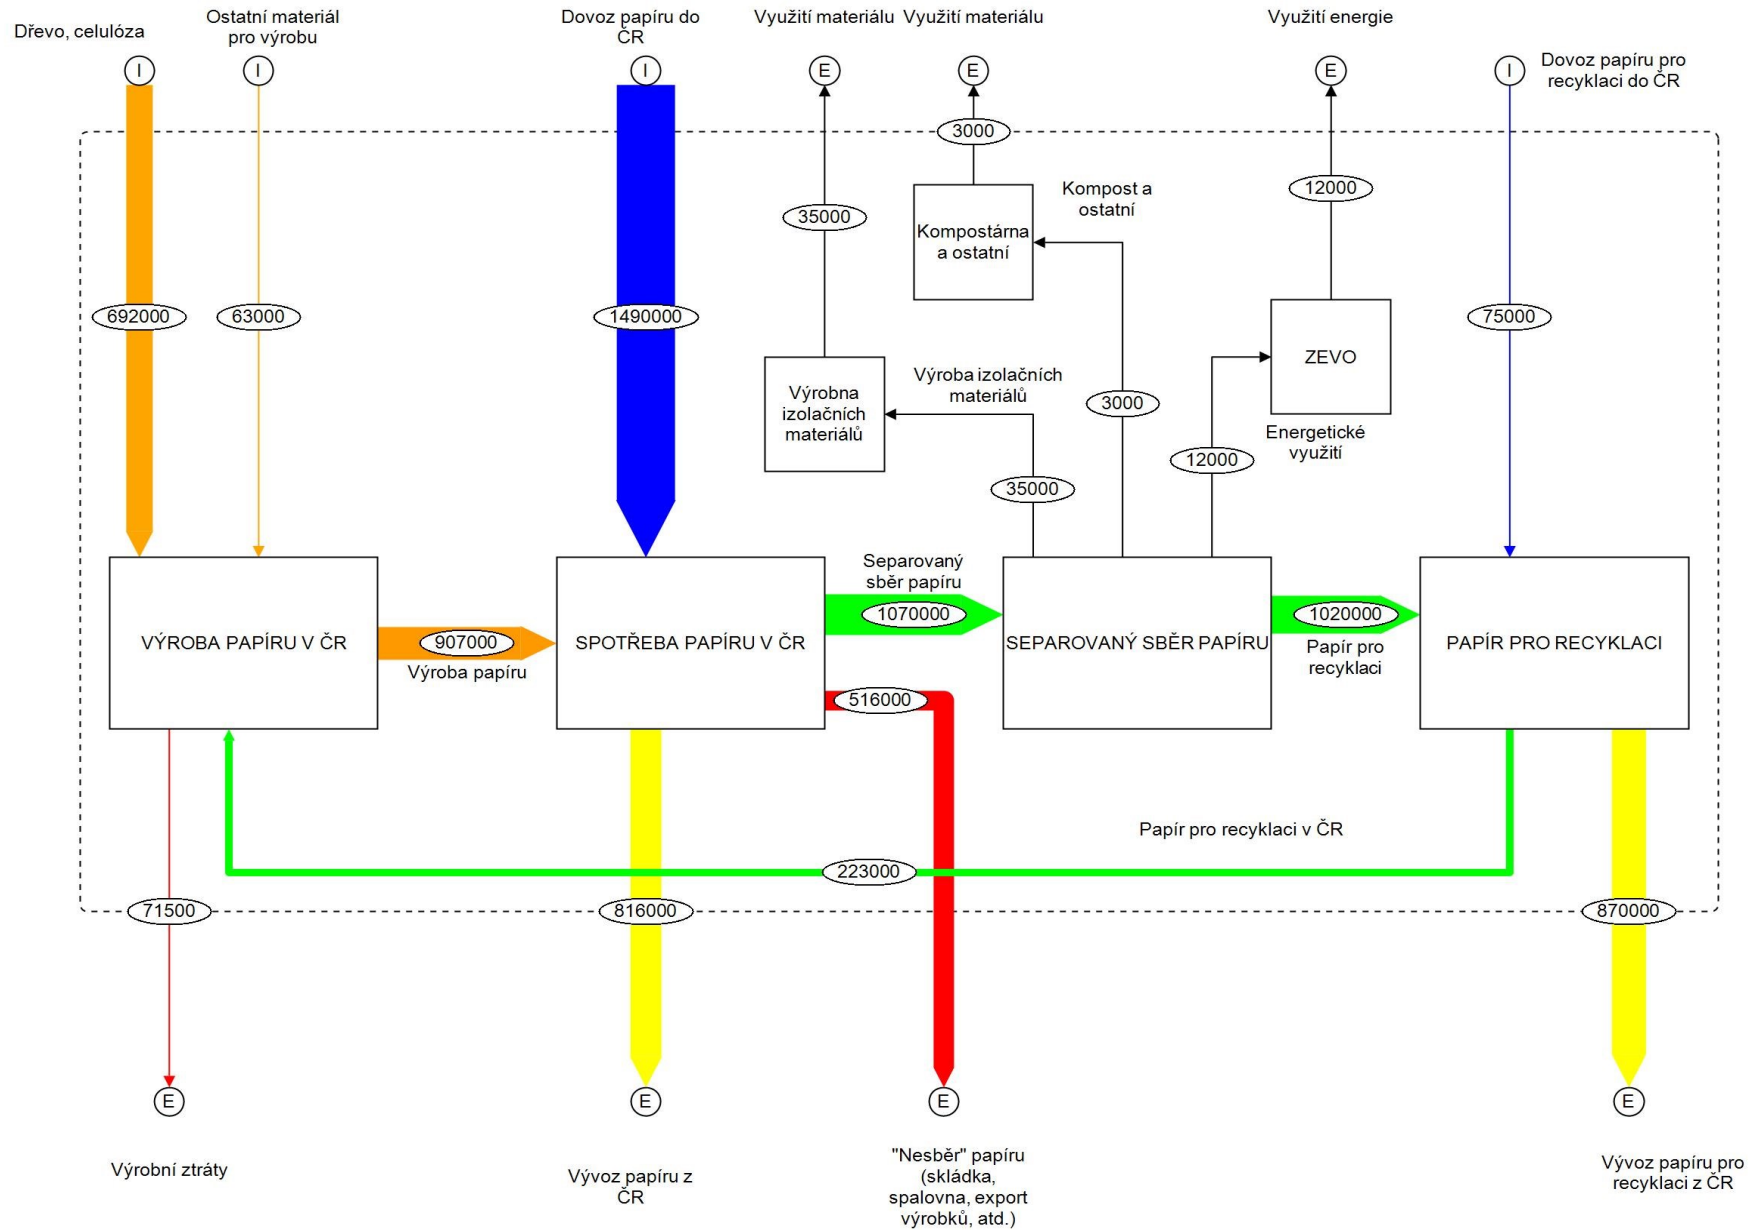 Dřevo, celulóza
Ostatní materiál
pro výrobu
Dovoz papíru do
ČR
Využití materiálu
Využití materiálu
Využití energie
Dovoz papíru pro
recyklaci do ČR
I
I
I
E
E
E
I
3000
Kompost a
ostatní
12000
35000
Kompostárna
a ostatní
692000
63000
1490000
75000
ZEVO
Výroba izolačních
materiálů
Výrobna
izolačních
materiálů
3000
Energetické
využití
12000
35000
Separovaný
sběr papíru
1070000
1020000
VÝROBA PAPÍRU V ČR
907000
Výroba papíru
SPOTŘEBA PAPÍRU V ČR
SEPAROVANÝ SBĚR PAPÍRU
Papír pro
recyklaci
PAPÍR PRO RECYKLACI
516000
Papír pro recyklaci v ČR
223000
71500
816000
870000
E
E
E
E
Výrobní ztráty
Vývoz papíru z
ČR
"Nesběr" papíru
(skládka,
spalovna, export
výrobků, atd.)
Vývoz papíru pro
recyklaci z ČR